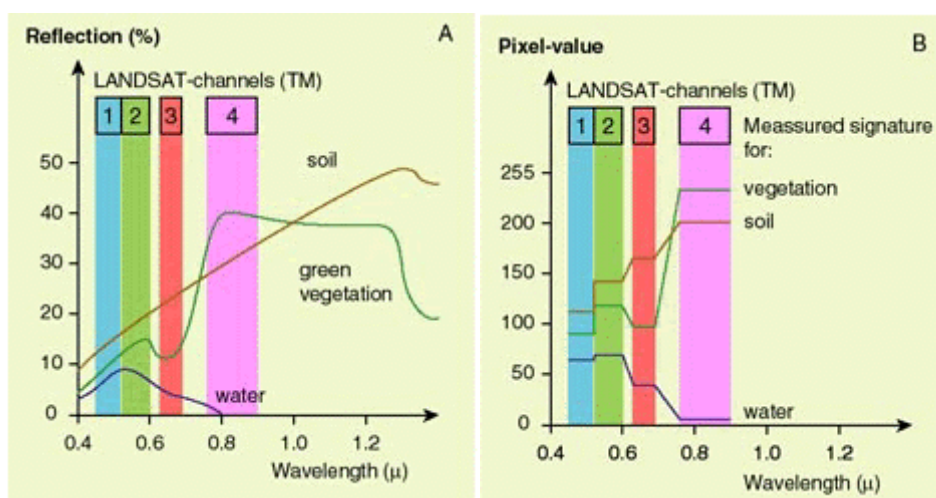 Reflection (%)
A
LANDSAT-channels (TM)
1 2 3 4
50
40
30
20
10
0
soil
green
vegetation
water
0.4 0.6 0.8 1.0 1.2
Wavelength (μ)
Pixel-value
B
LANDSAT-channels (TM)
1 2 3 4
Meassured signature
for:
255
200
150
100
50
0
vegetation
soil
water
0.4 0.6 0.8 1.0 1.2
Wavelength (μ)